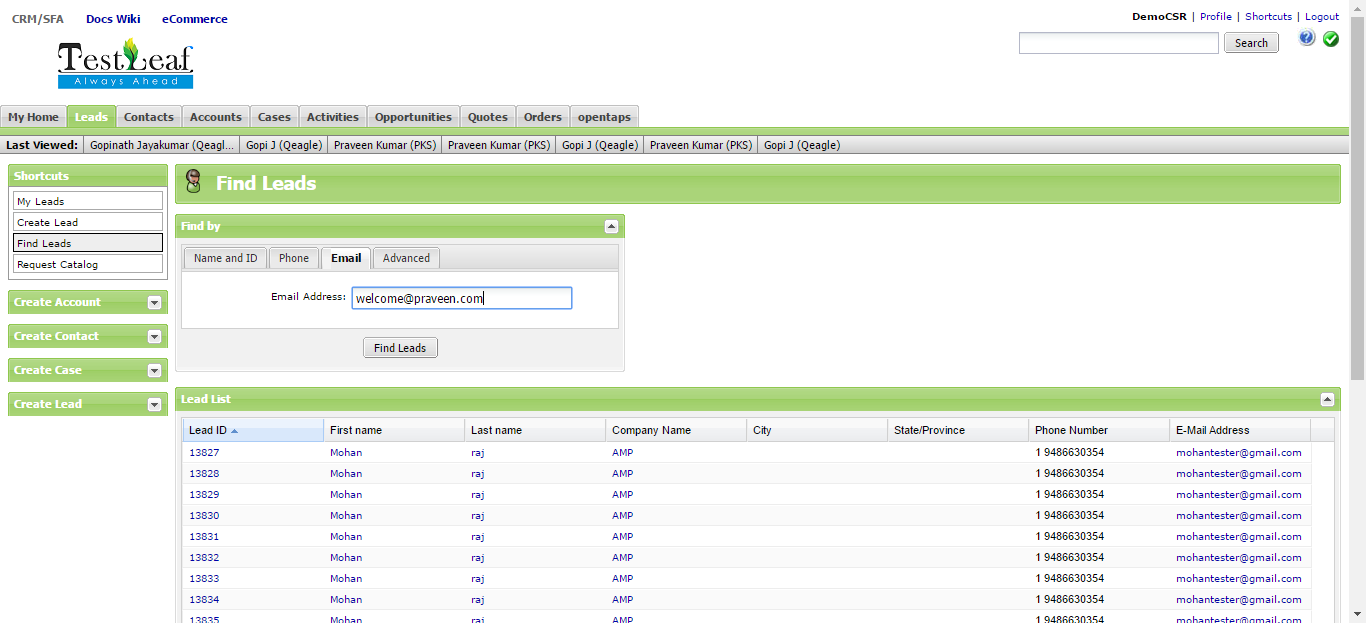 CRM/SFA Docs Wiki eCommerce
DemoCSR | Profile | Shortcuts | Logout
TestLeaf
Always Ahead
Search
My Home Leads Contacts Accounts Cases Activities Opportunities Quotes Orders opentaps
Last Viewed: Gopinath Jayakumar (Qeagl... Gopi J (Qeagle) Praveen Kumar (PKS) Praveen Kumar (PKS) Gopi J (Qeagle) Praveen Kumar (PKS) Gopi J (Qeagle)
Shortcuts
My Leads
Create Lead
Find Leads
Request Catalog
Create Account
Create Contact
Create Case
Create Lead
Find Leads
Find by
Name and ID Phone Email Advanced
Email Address: welcome@praveen.com
Find Leads
Lead List
Lead ID First name Last name Company Name City State/Province Phone Number E-Mail Address
13827 Mohan raj AMP 1 9486630354 mohantester@gmail.com
13828 Mohan raj AMP 1 9486630354 mohantester@gmail.com
13829 Mohan raj AMP 1 9486630354 mohantester@gmail.com
13830 Mohan raj AMP 1 9486630354 mohantester@gmail.com
13831 Mohan raj AMP 1 9486630354 mohantester@gmail.com
13832 Mohan raj AMP 1 9486630354 mohantester@gmail.com
13833 Mohan raj AMP 1 9486630354 mohantester@gmail.com
13834 Mohan raj AMP 1 9486630354 mohantester@gmail.com
13835 Mohan raj AMP 1 9486630354 mohantester@gmail.com